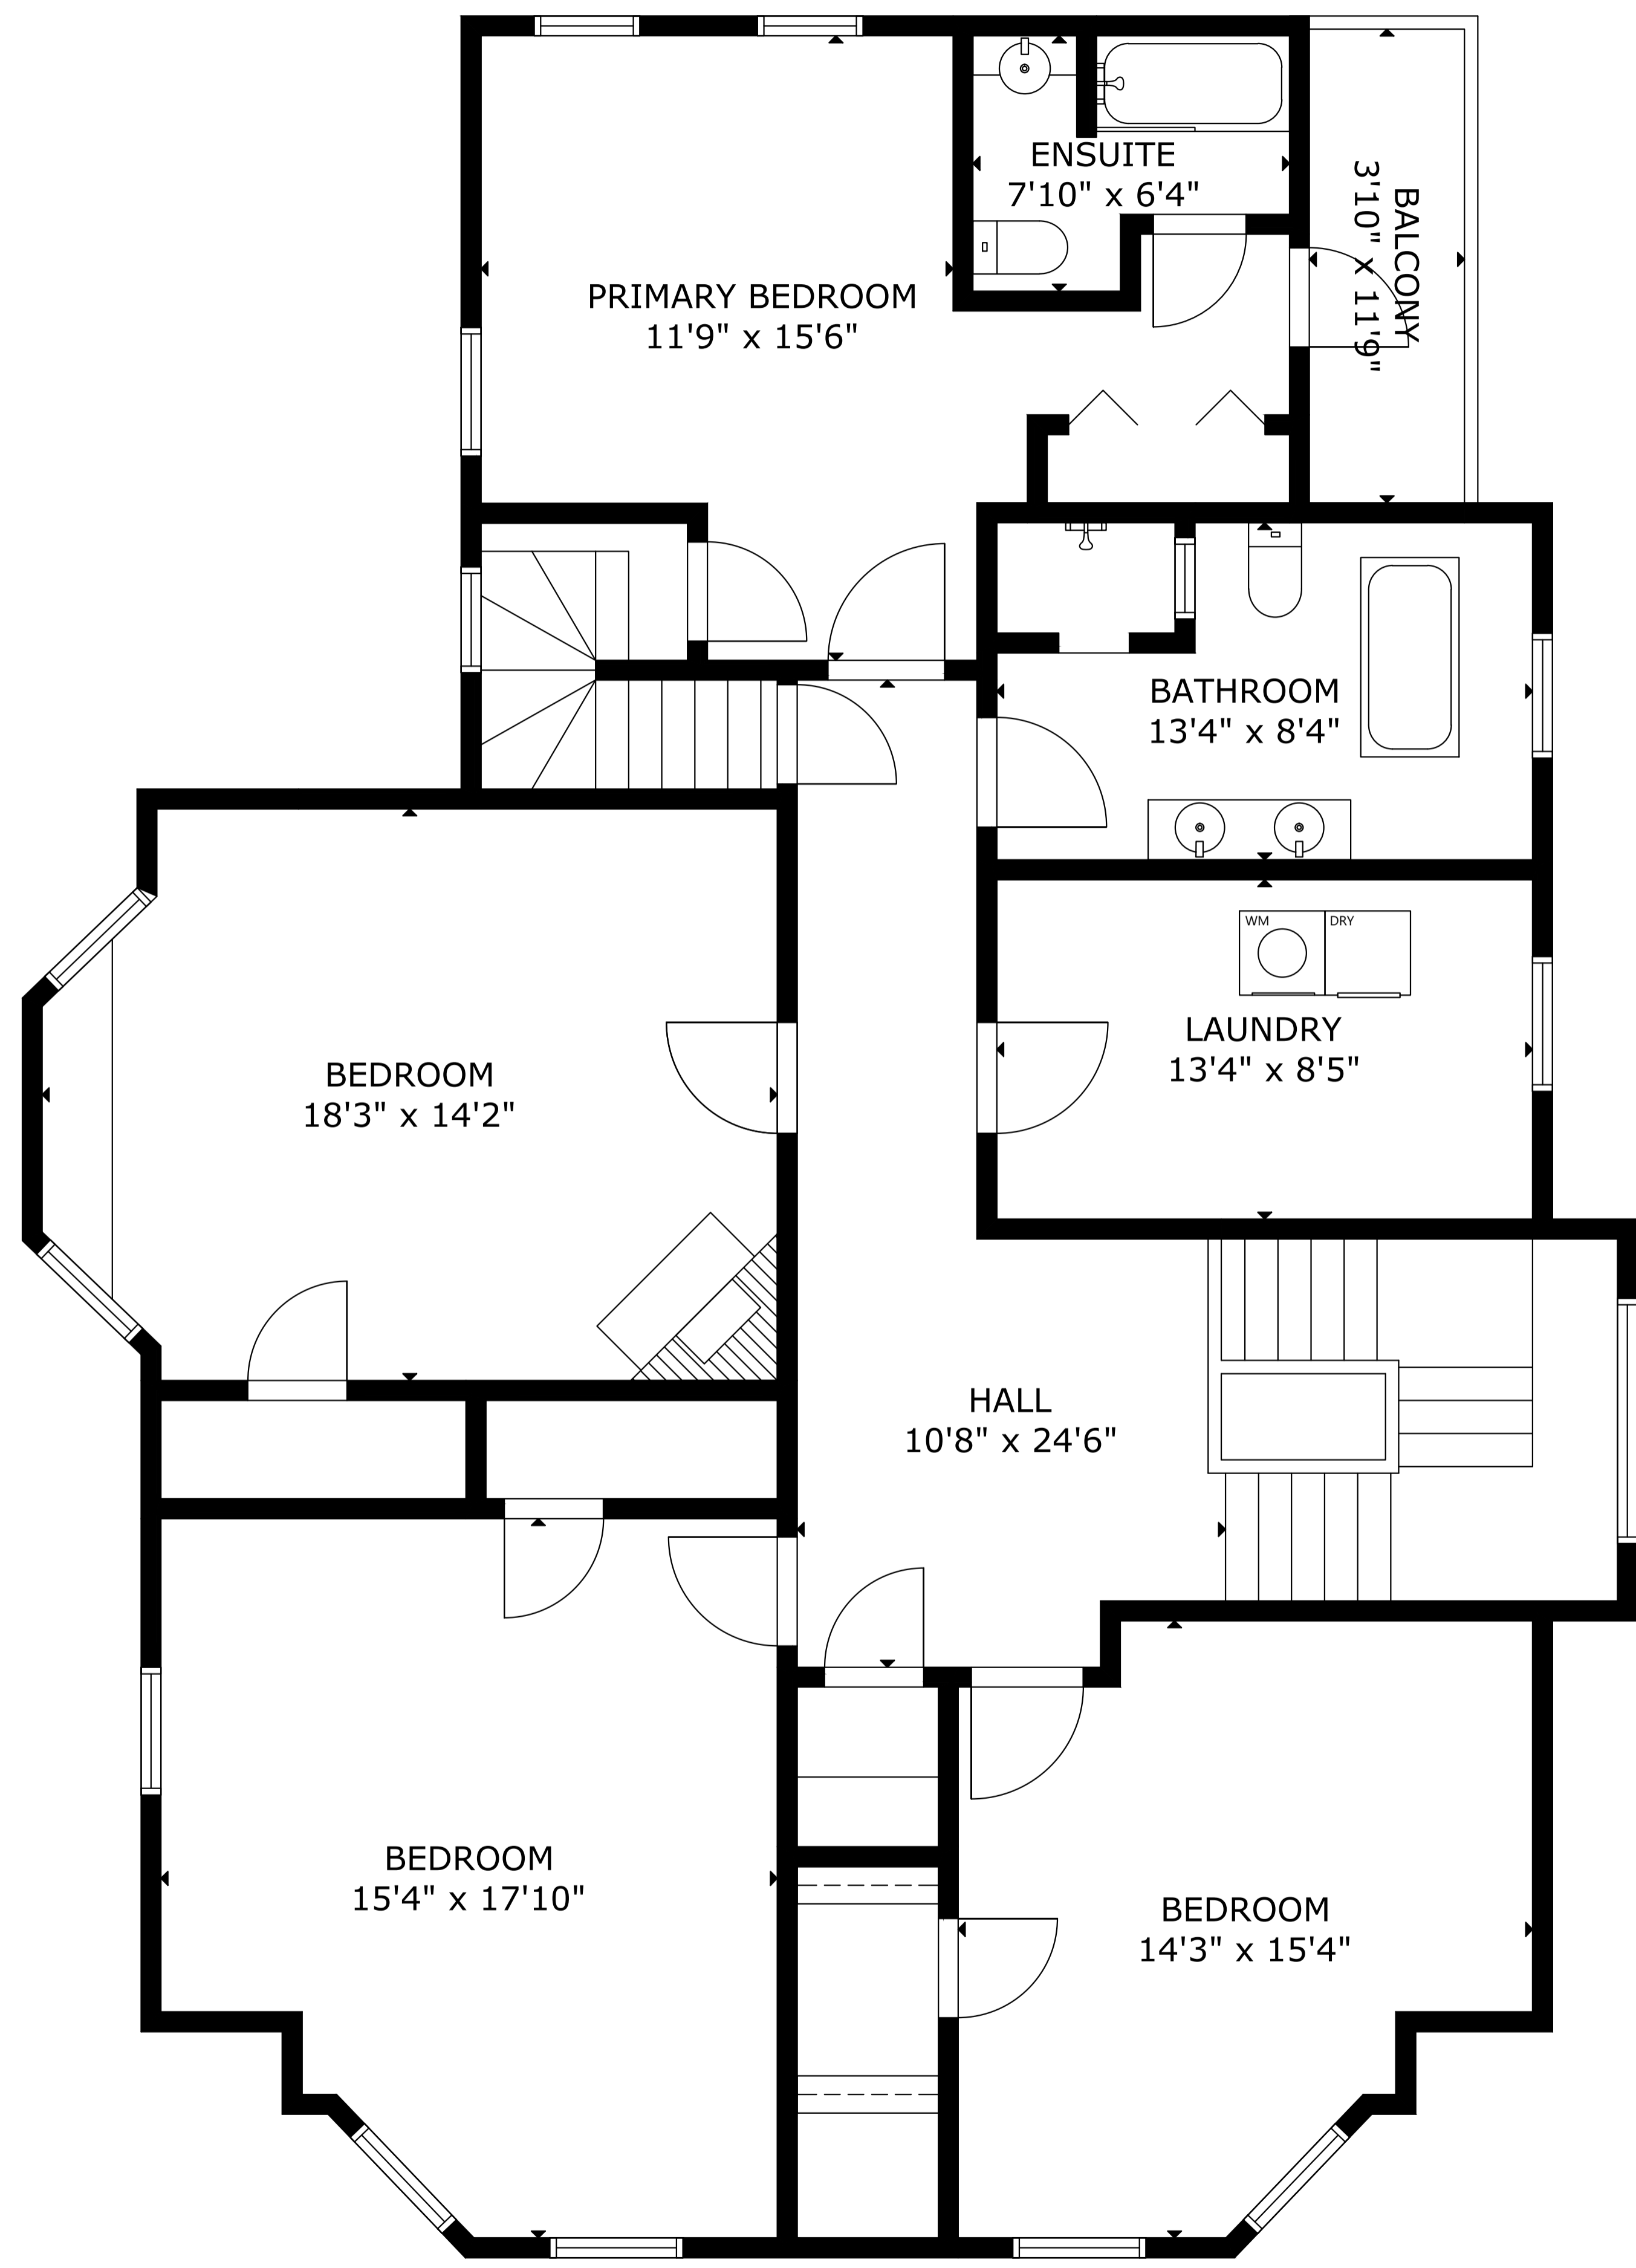 ENSUITE
7'10" x 6'4"
BALCONY
3'10" x 11'9"
PRIMARY BEDROOM
11'9" x 15'6"
BATHROOM
13'4" x 8'4"
WM
DRY
LAUNDRY
13'4" x 8'5"
BEDROOM
18'3" x 14'2"
HALL
10'8" x 24'6"
BEDROOM
15'4" x 17'10"
BEDROOM
14'3" x 15'4"